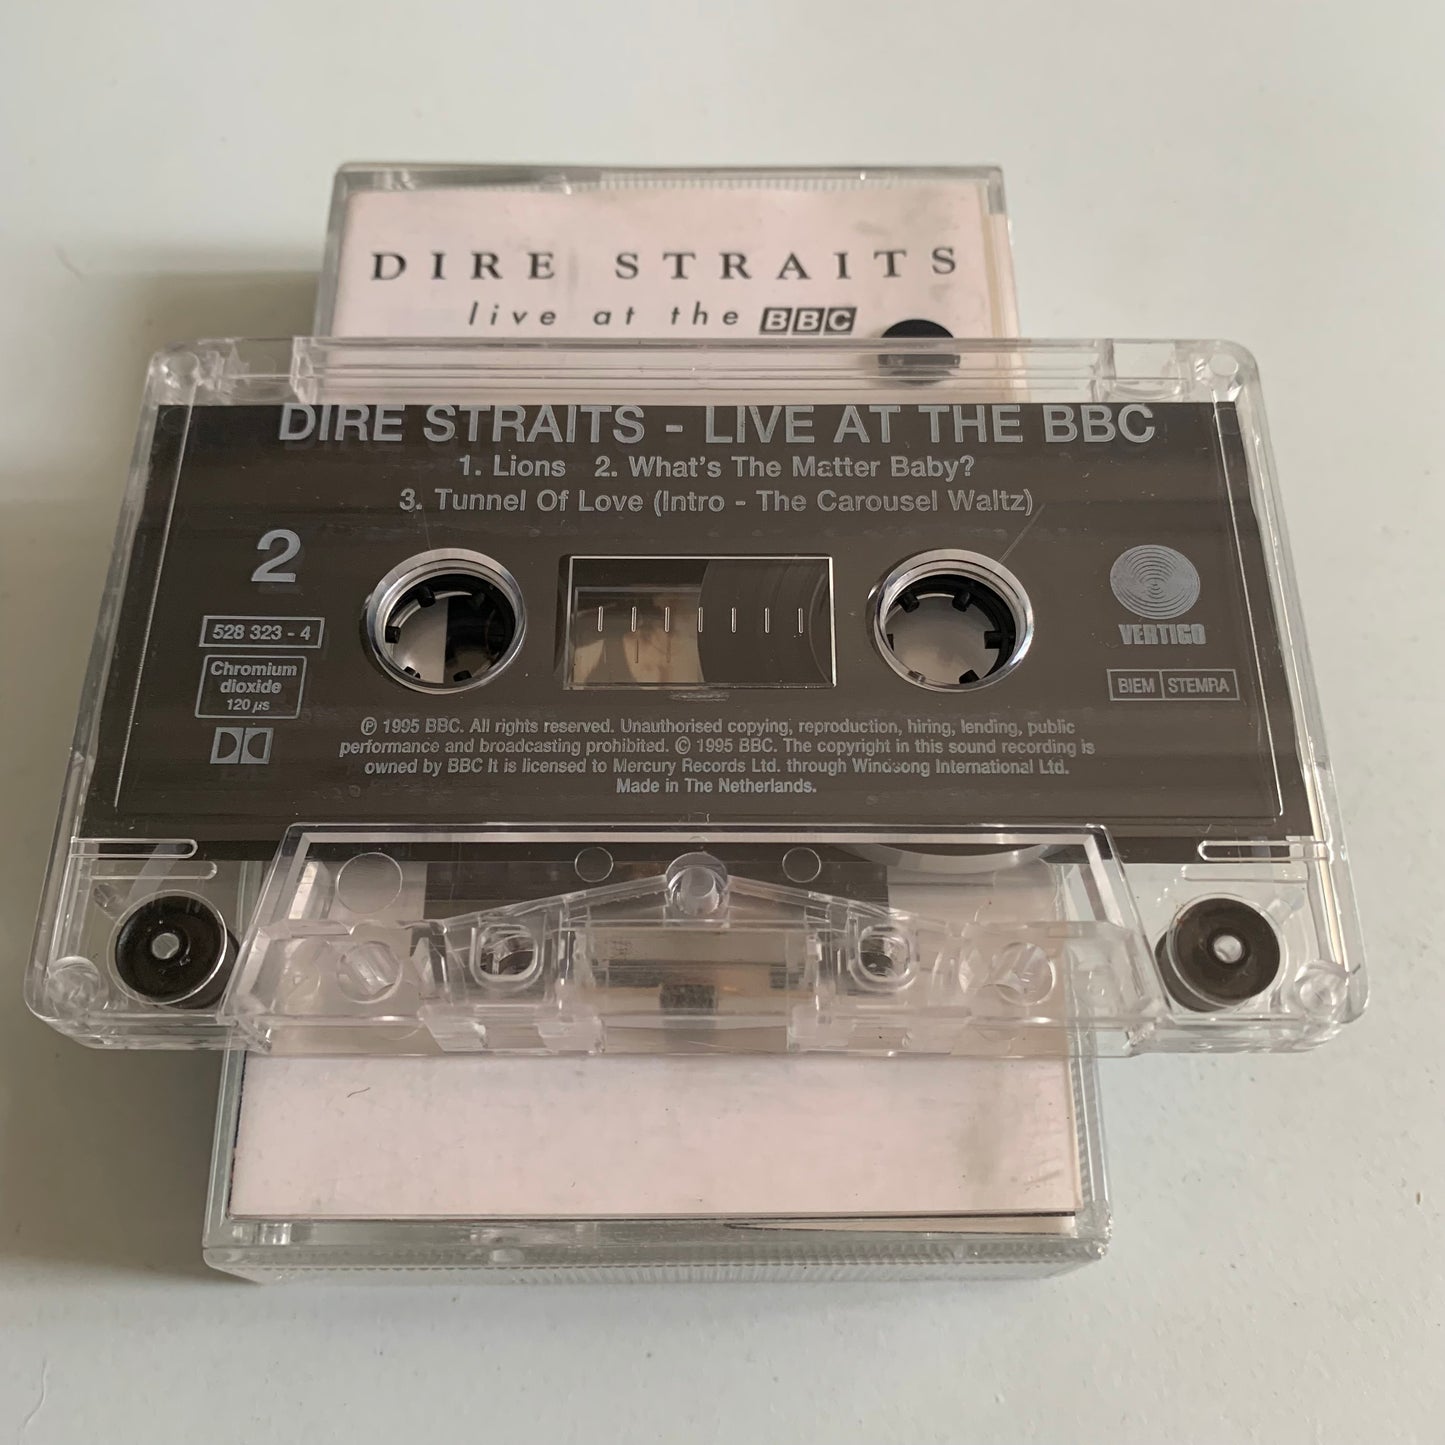 DIRE STRAITS
live at the BBC
DIRE STRAITS - LIVE AT THE BBC
1. Lions 2. What's The Matter Baby?
3. Tunnel Of Love (Intro - The Carousel Waltz)
2
528 323 - 4
Chromium
dioxide
120 µs
VERTIGO
BIEM STEMRA
℗ 1995 BBC. All rights reserved. Unauthorised copying, reproduction, hiring, lending, public
performance and broadcasting prohibited. © 1995 BBC. The copyright in this sound recording is
owned by BBC It is licensed to Mercury Records Ltd. through Windsong International Ltd.
Made in The Netherlands.